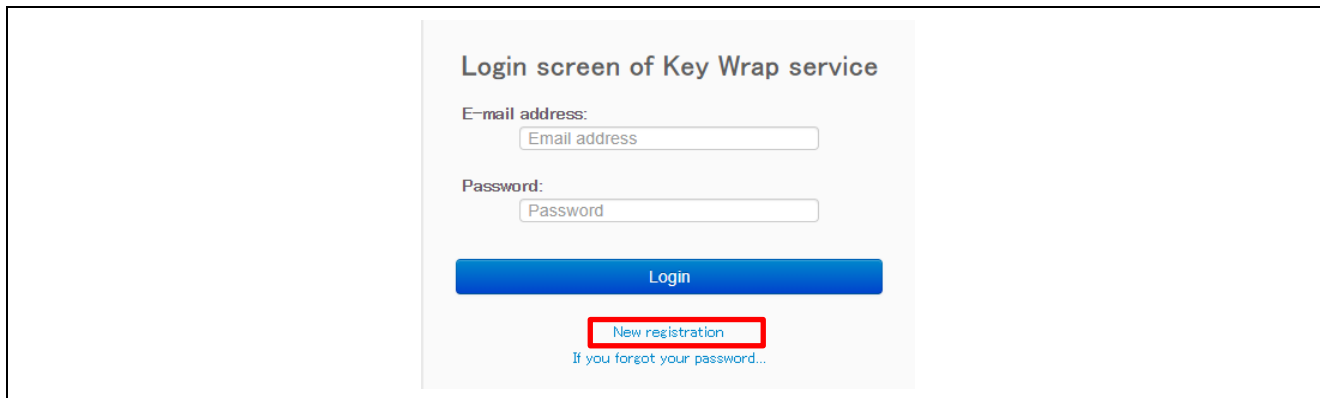 Login screen of Key Wrap service
E-mail address:
Email address
Password:
Password
Login
New registration
If you forgot your password...